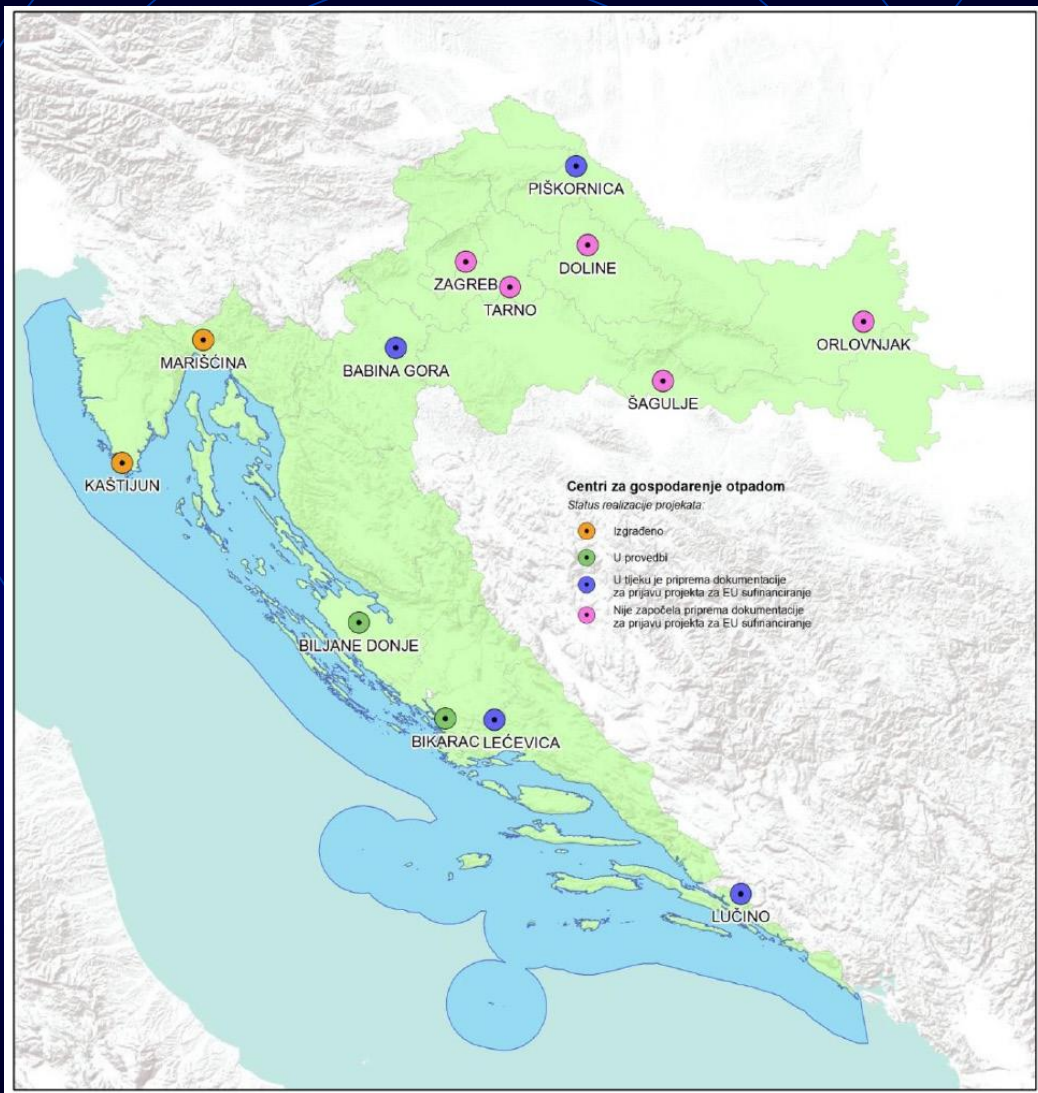 PIŠKORNICA
DOLINE
ZAGREB
TARNO
ORLOVNJAK
MARIŠĆINA
BABINA GORA
ŠAGULJE
KAŠTIJUN
Centri za gospodarenje otpadom
Status realizacije projekata:
Izgrađeno
U provedbi
U tijeku je priprema dokumentacije
za prijavu projekta za EU sufinanciranje
Nije započela priprema dokumentacije
za prijavu projekta za EU sufinanciranje
BILJANE DONJE
BIKARAC
LEĆEVICA
LUČINO